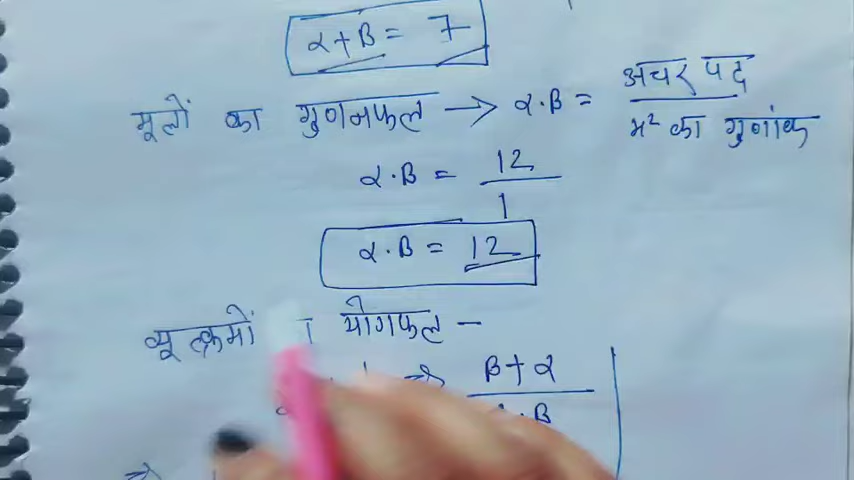 α+β = 7
मूलों का गुणनफल → α.β = अचर पद
x² का गुणांक
α.β = 12
1
α.β = 12
व्यूत्क्रमों योगफल –
β+α
β